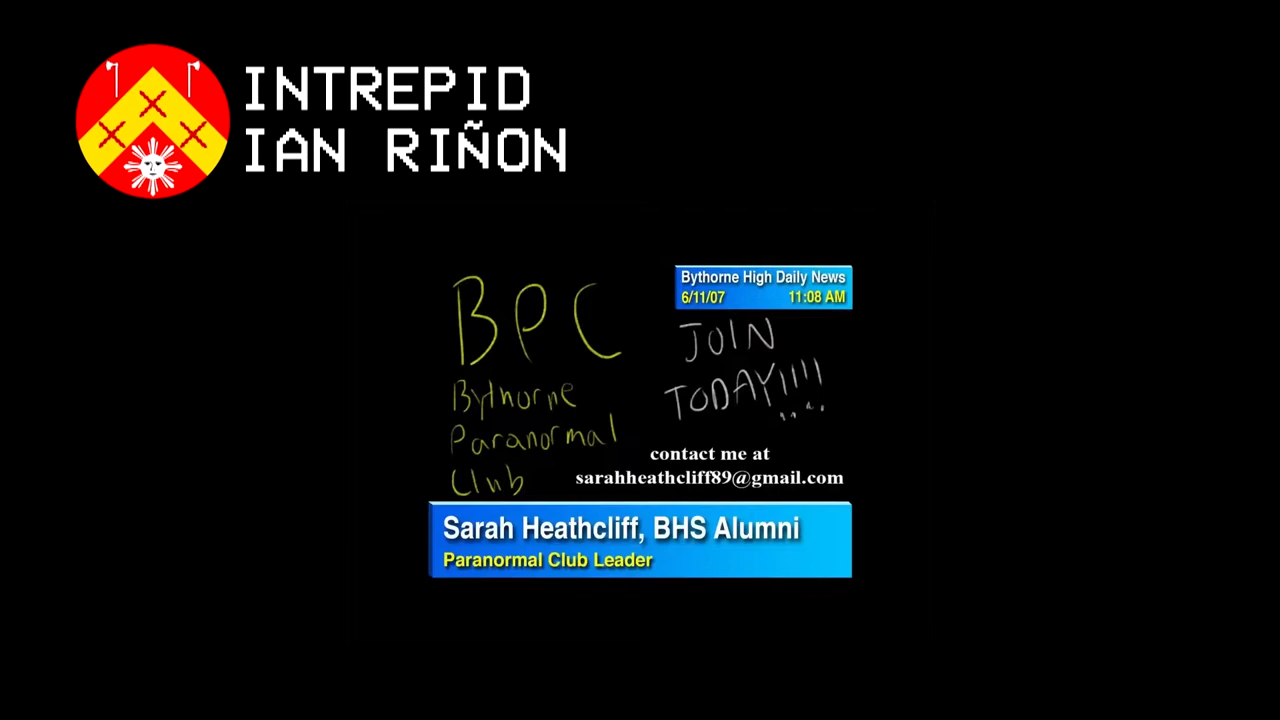 INTREPID
IAN RIÑON
Bythorne High Daily News
6/11/07 11:08 AM
BPC
JOIN
TODAY!!!!
Bythorne
Paranormal
Club
contact me at
sarahheathcliff89@gmail.com
Sarah Heathcliff, BHS Alumni
Paranormal Club Leader